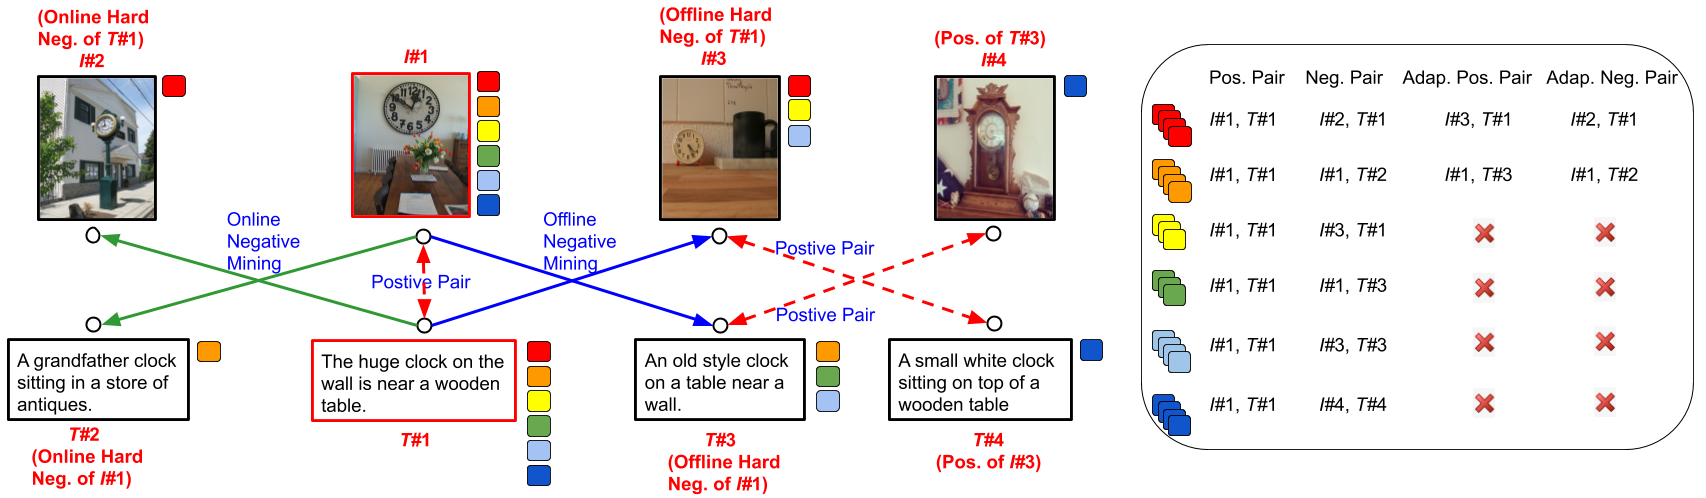 (Online Hard
Neg. of T#1)
I#2
I#1
(Offline Hard
Neg. of T#1)
I#3
(Pos. of T#3)
I#4
Online
Negative
Mining
Postive Pair
Offline
Negative
Mining
Postive Pair
Postive Pair
A grandfather clock
sitting in a store of
antiques.
T#2
(Online Hard
Neg. of I#1)
The huge clock on the
wall is near a wooden
table.
T#1
An old style clock
on a table near a
wall.
T#3
(Offline Hard
Neg. of I#1)
A small white clock
sitting on top of a
wooden table
T#4
(Pos. of I#3)
Pos. Pair Neg. Pair Adap. Pos. Pair Adap. Neg. Pair
I#1, T#1 I#2, T#1 I#3, T#1 I#2, T#1
I#1, T#1 I#1, T#2 I#1, T#3 I#1, T#2
I#1, T#1 I#3, T#1
I#1, T#1 I#1, T#3
I#1, T#1 I#3, T#3
I#1, T#1 I#4, T#4